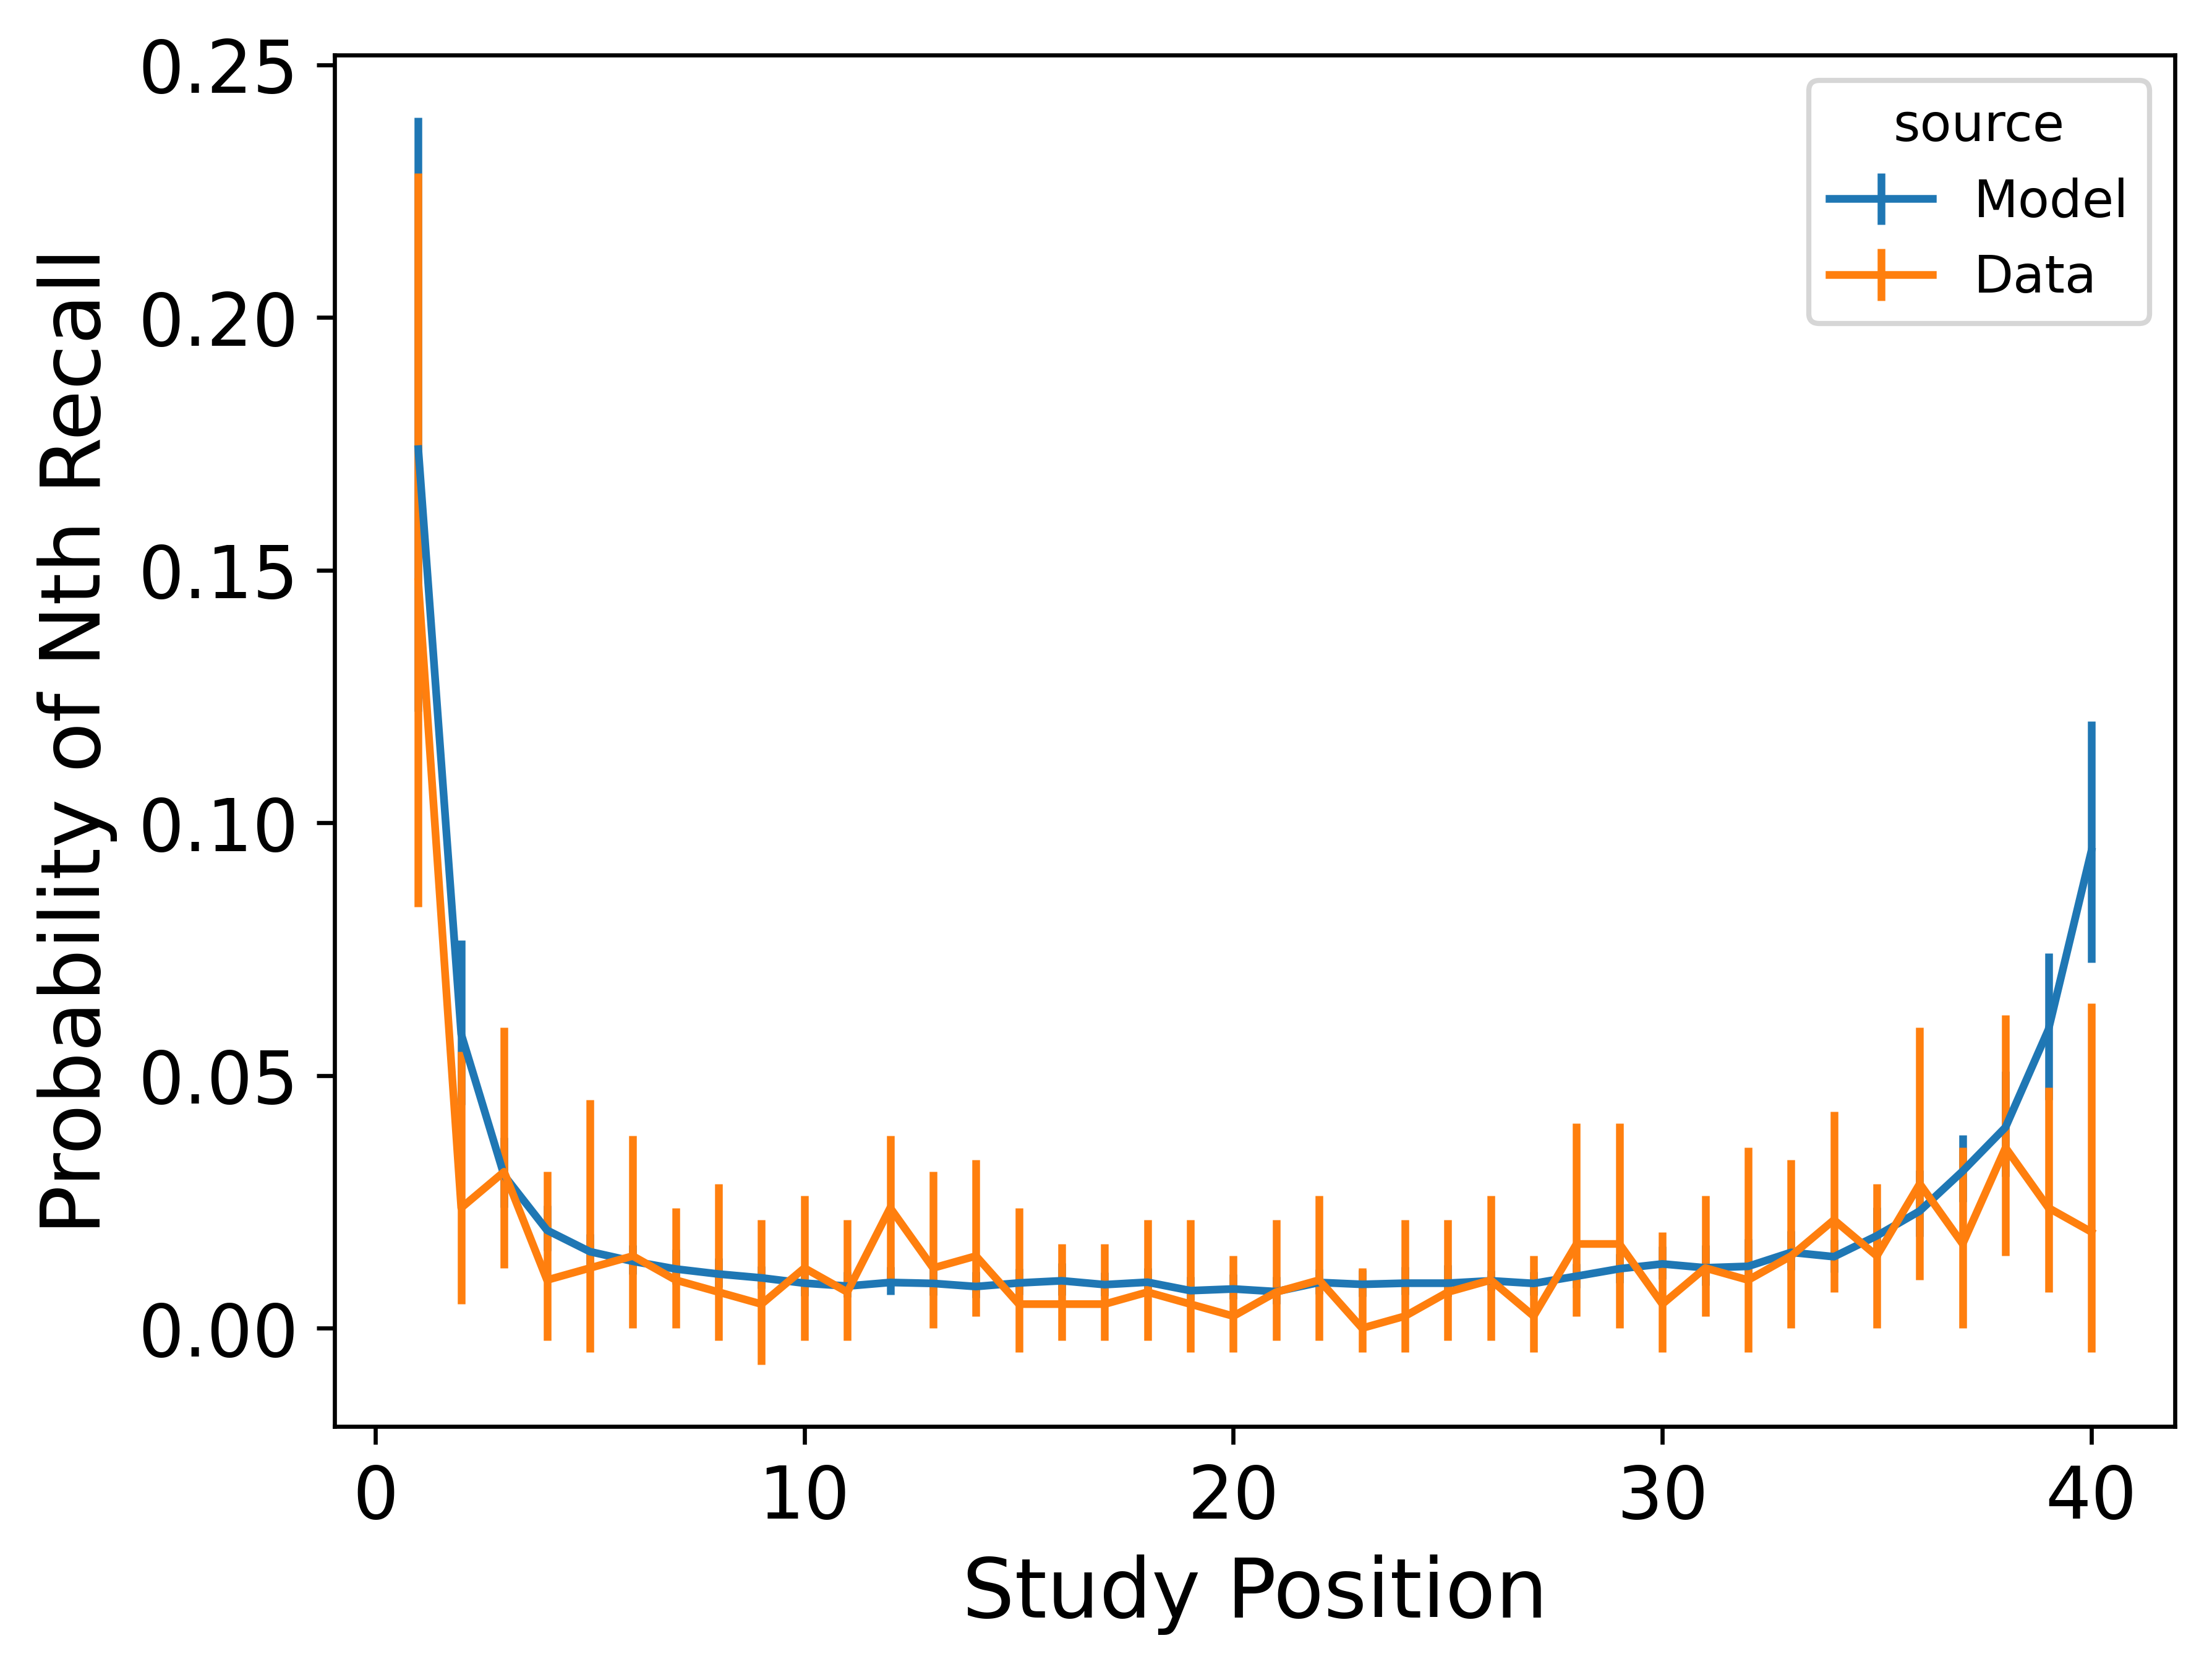 0.25
0.20
0.15
0.10
0.05
0.00
Probability of Nth Recall
source
Model
Data
0 10 20 30 40
Study Position